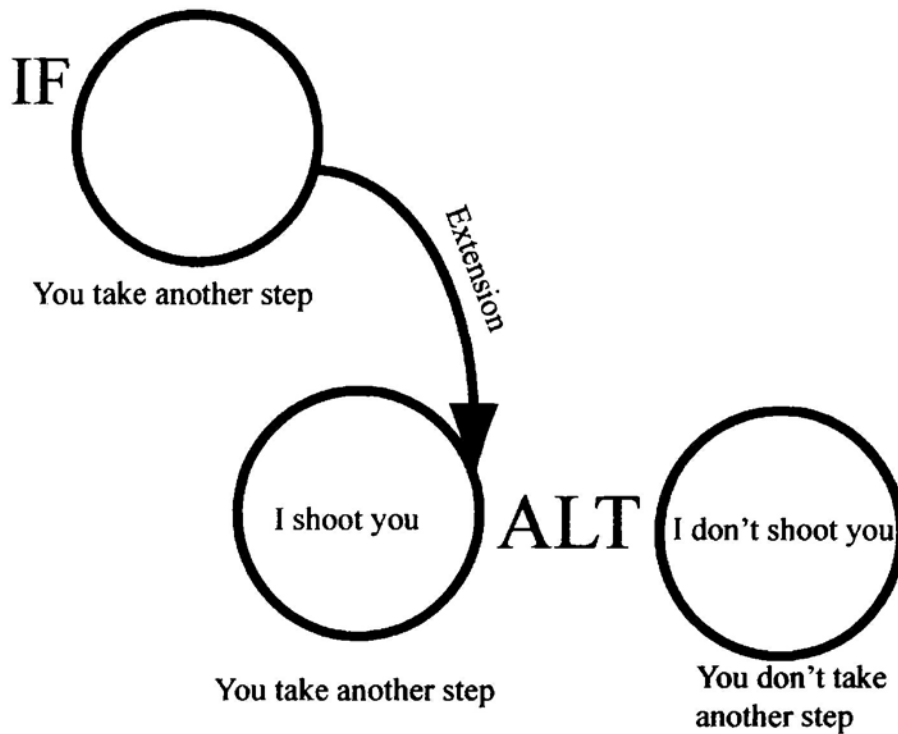 IF
You take another step
Extension
I shoot you
ALT
I don't shoot you
You take another step
You don't take
another step